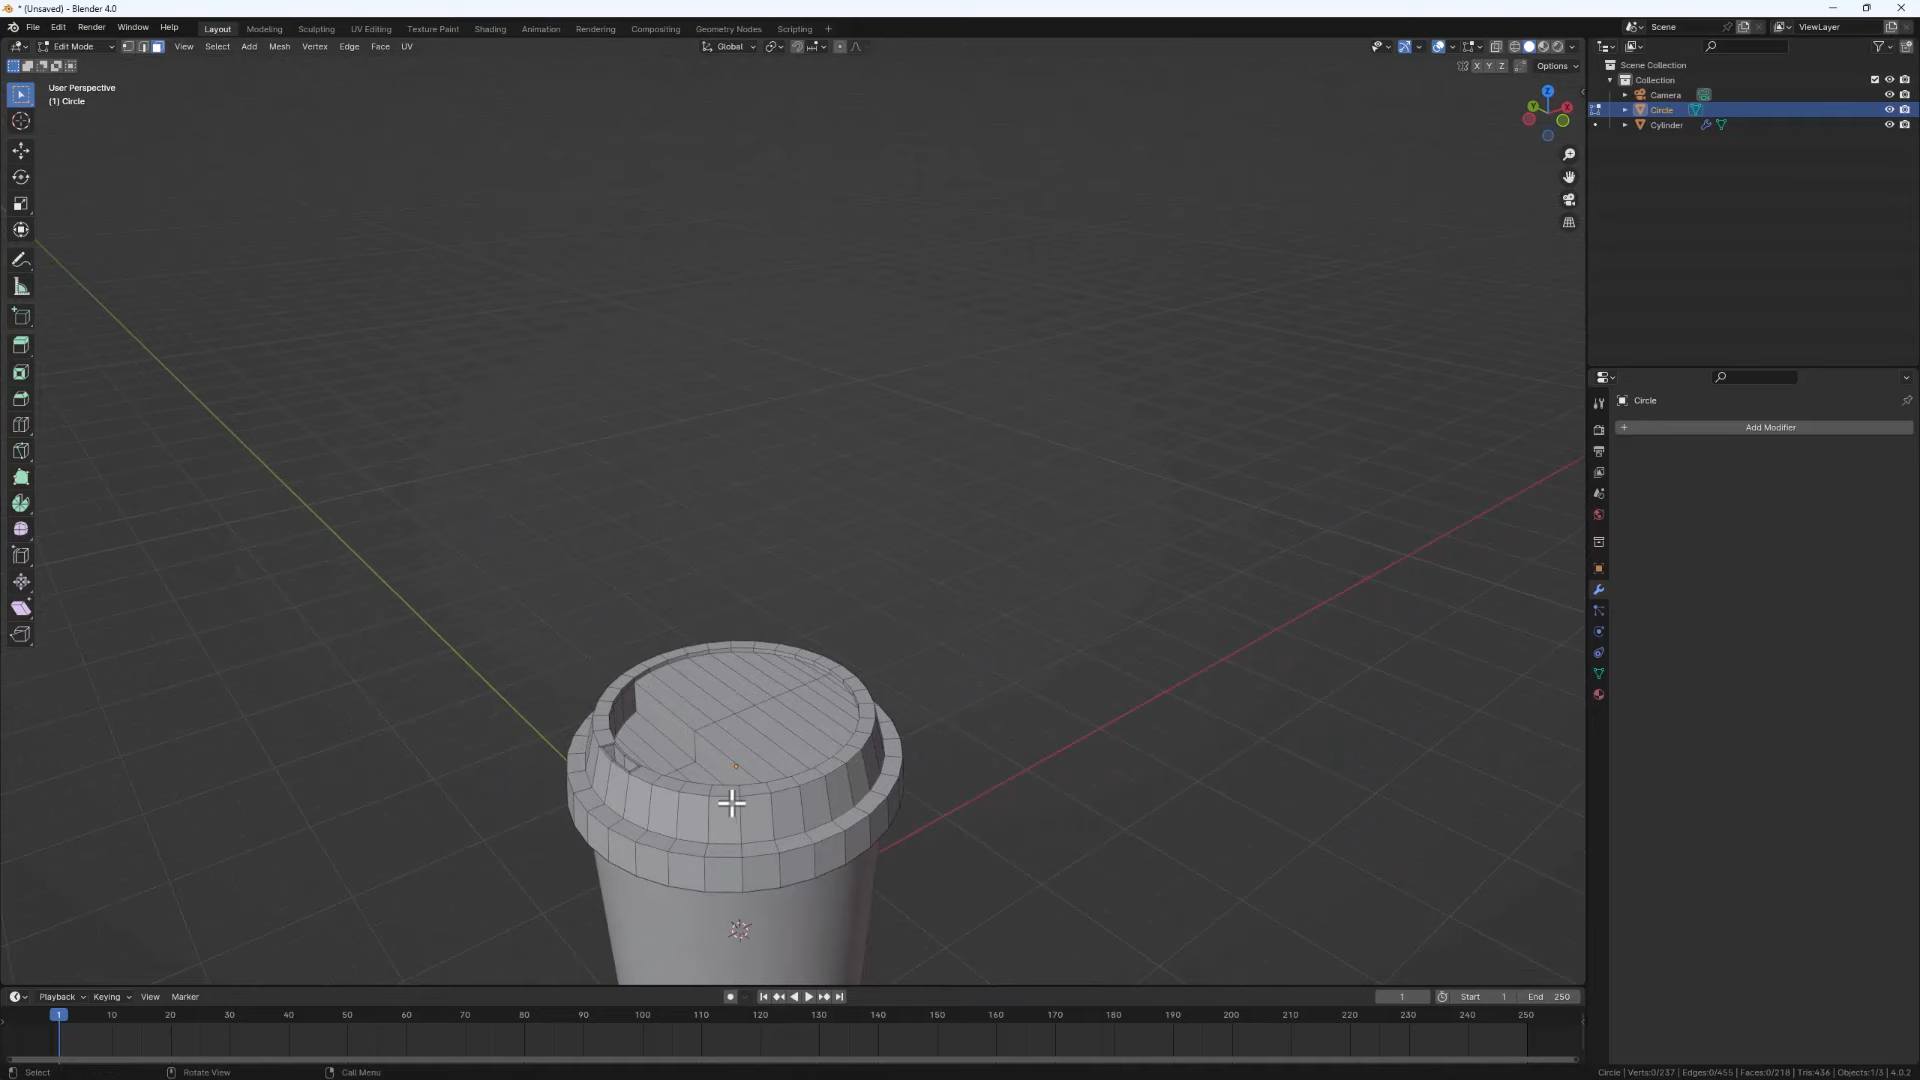 * (Unsaved) - Blender 4.0
File Edit Render Window Help
Layout Modeling Sculpting UV Editing Texture Paint Shading Animation Rendering Compositing Geometry Nodes Scripting +
Scene
ViewLayer
Edit Mode View Select Add Mesh Vertex Edge Face UV
Global
X Y Z Options
User Perspective
(1) Circle
Z
Y
X
Scene Collection
Collection
Camera
Circle
Cylinder
Circle
+ Add Modifier
Playback Keying View Marker
1 Start 1 End 250
1 10 20 30 40 50 60 70 80 90 100 110 120 130 140 150 160 170 180 190 200 210 220 230 240 250
Select Rotate View Call Menu
Circle | Verts:0/237 | Edges:0/455 | Faces:0/218 | Tris:436 | Objects:1/3 | 4.0.2